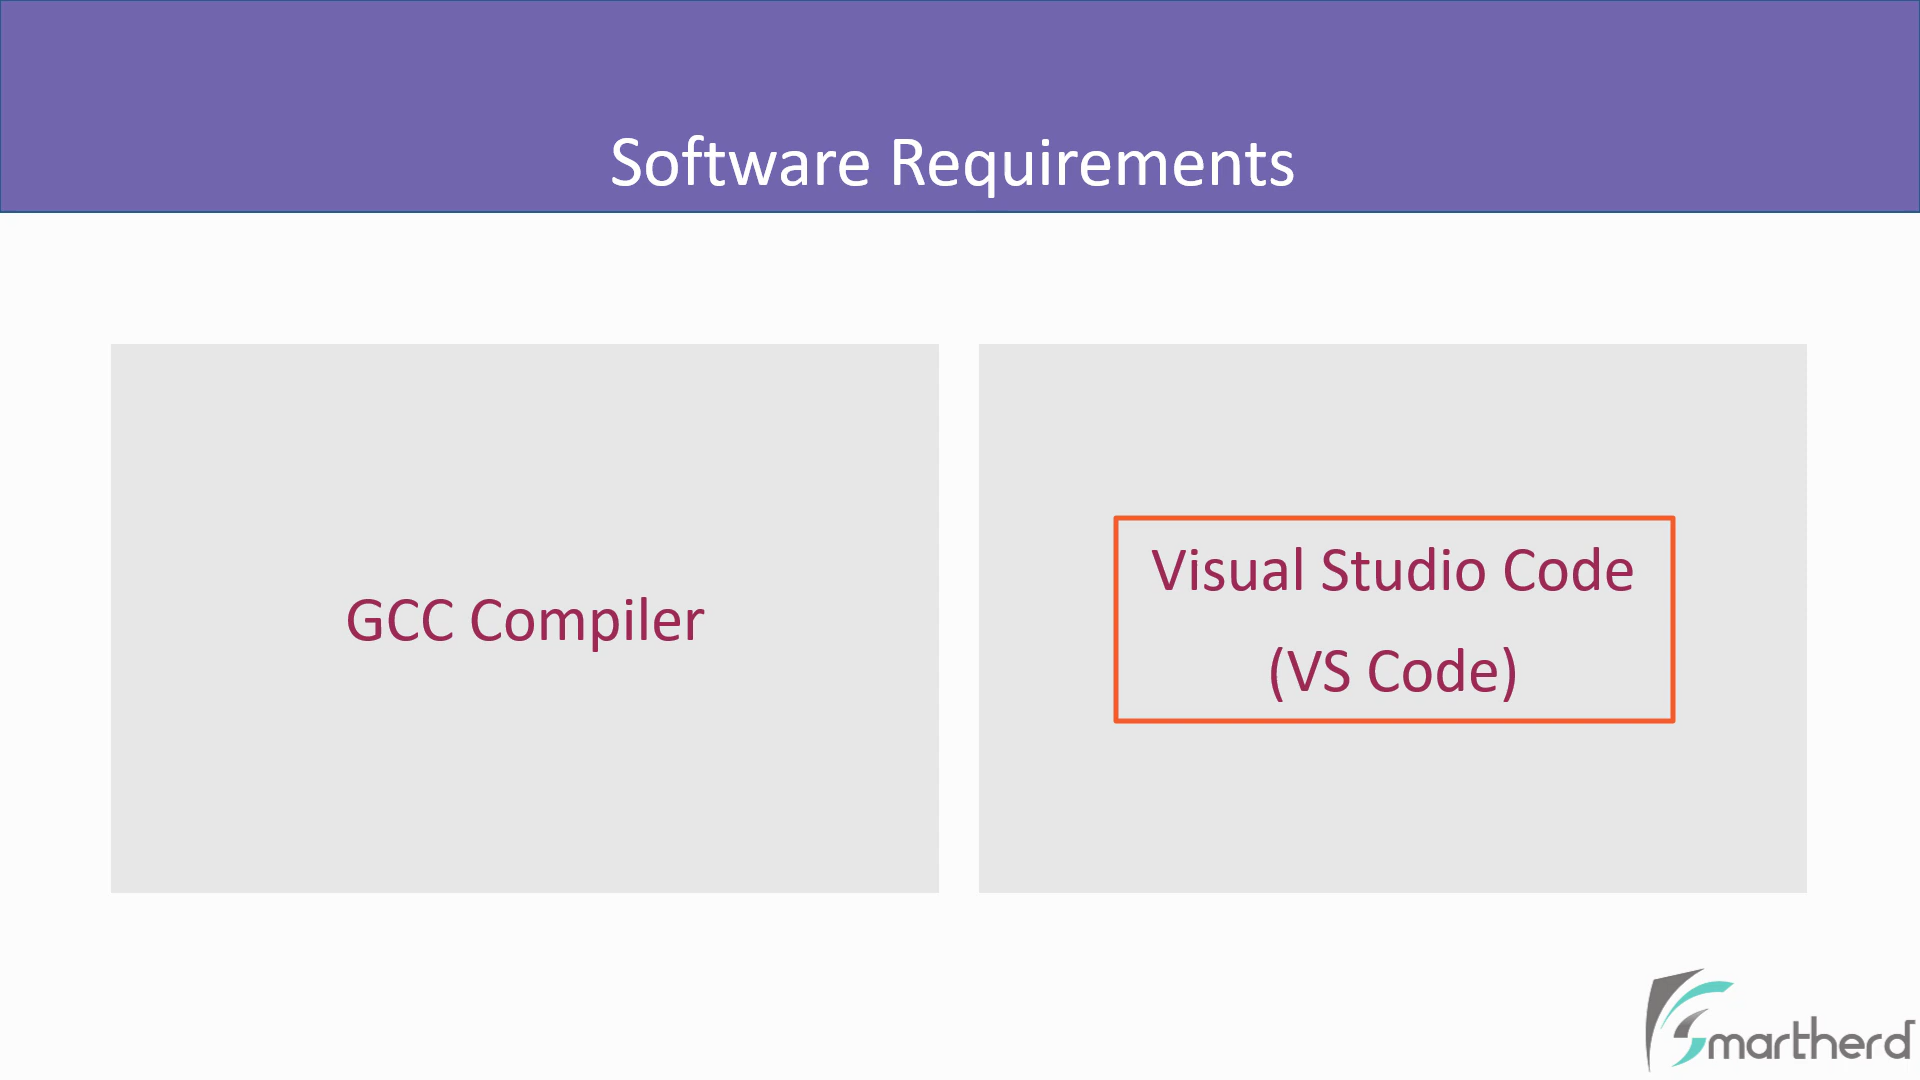 Software Requirements
GCC Compiler
Visual Studio Code
(VS Code)
Smartherd